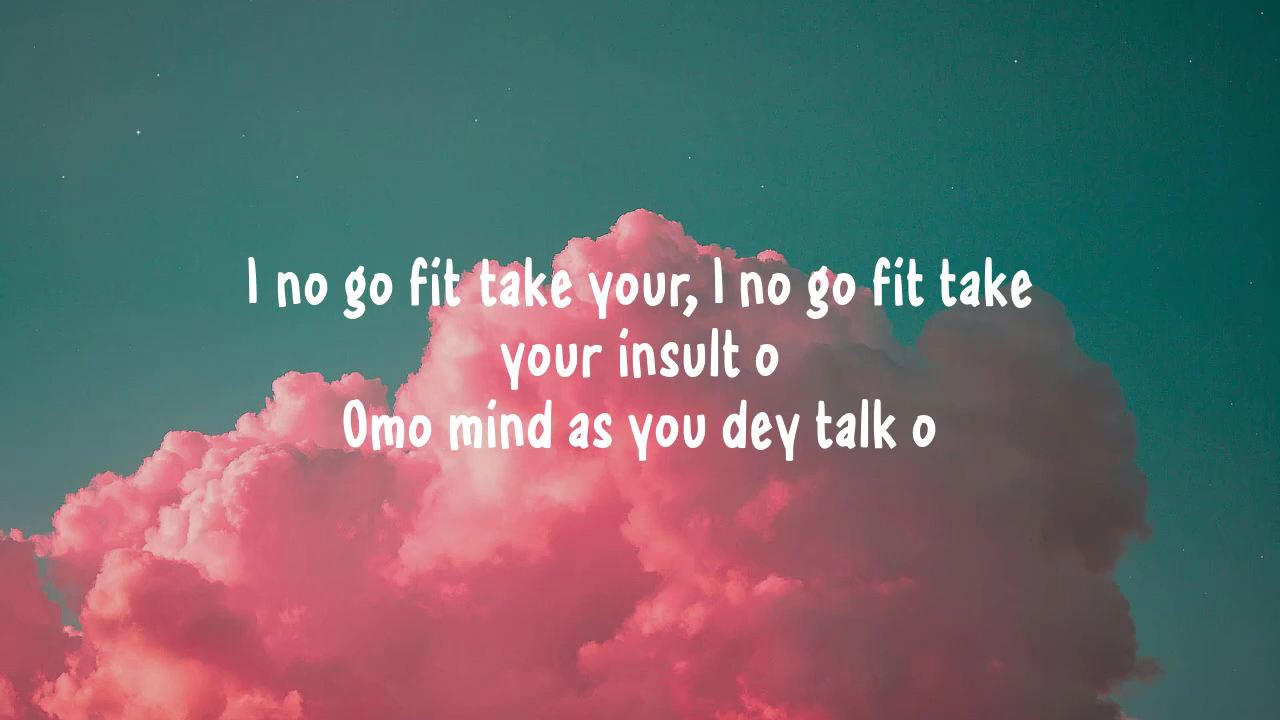 I no go fit take your, I no go fit take
your insult o
Omo mind as you dey talk o